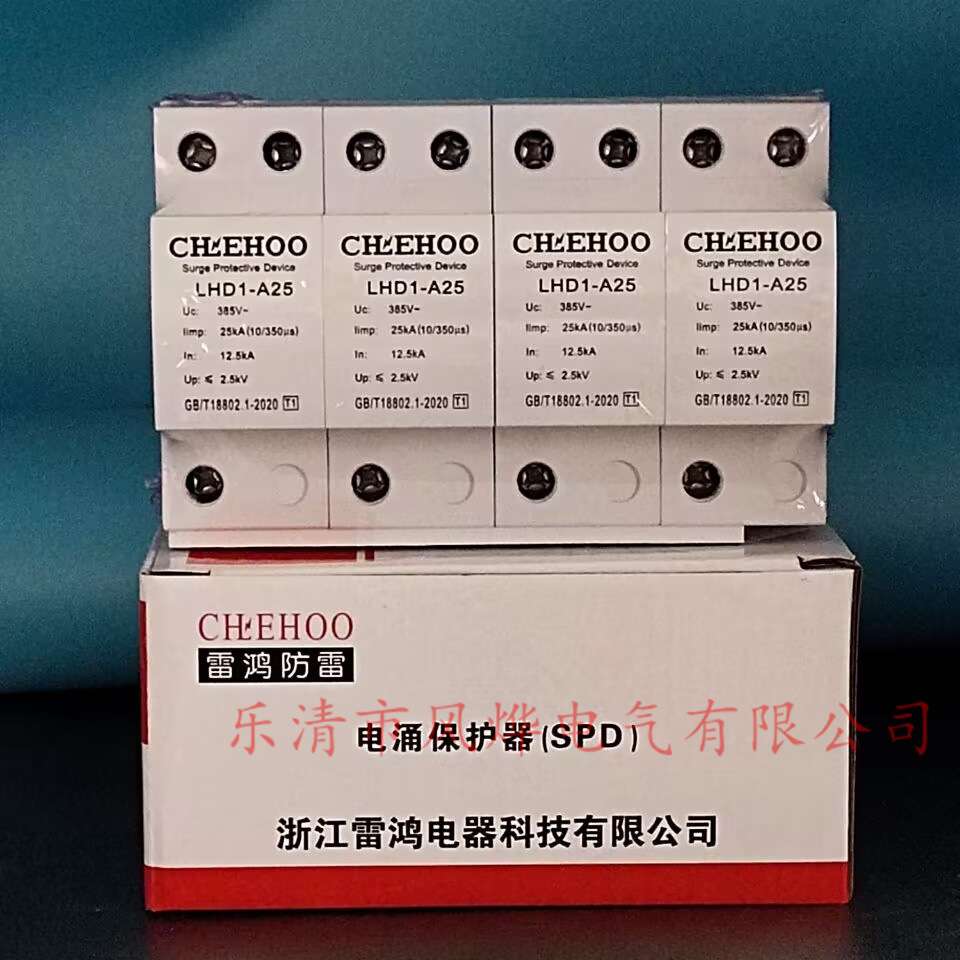 CHEHOO
Surge Protective Device
LHD1-A25
Uc: 385V~
Iimp: 25kA(10/350μs)
In: 12.5kA
Up: ≤ 2.5kV
GB/T18802.1-2020 T1
CHEHOO
Surge Protective Device
LHD1-A25
Uc: 385V~
Iimp: 25kA(10/350μs)
In: 12.5kA
Up: ≤ 2.5kV
GB/T18802.1-2020 T1
CHEHOO
Surge Protective Device
LHD1-A25
Uc: 385V~
Iimp: 25kA(10/350μs)
In: 12.5kA
Up: ≤ 2.5kV
GB/T18802.1-2020 T1
CHEHOO
Surge Protective Device
LHD1-A25
Uc: 385V~
Iimp: 25kA(10/350μs)
In: 12.5kA
Up: ≤ 2.5kV
GB/T18802.1-2020 T1
CHEHOO
雷鸿防雷
乐清市风烨电气有限公司
电涌保护器(SPD)
浙江雷鸿电器科技有限公司